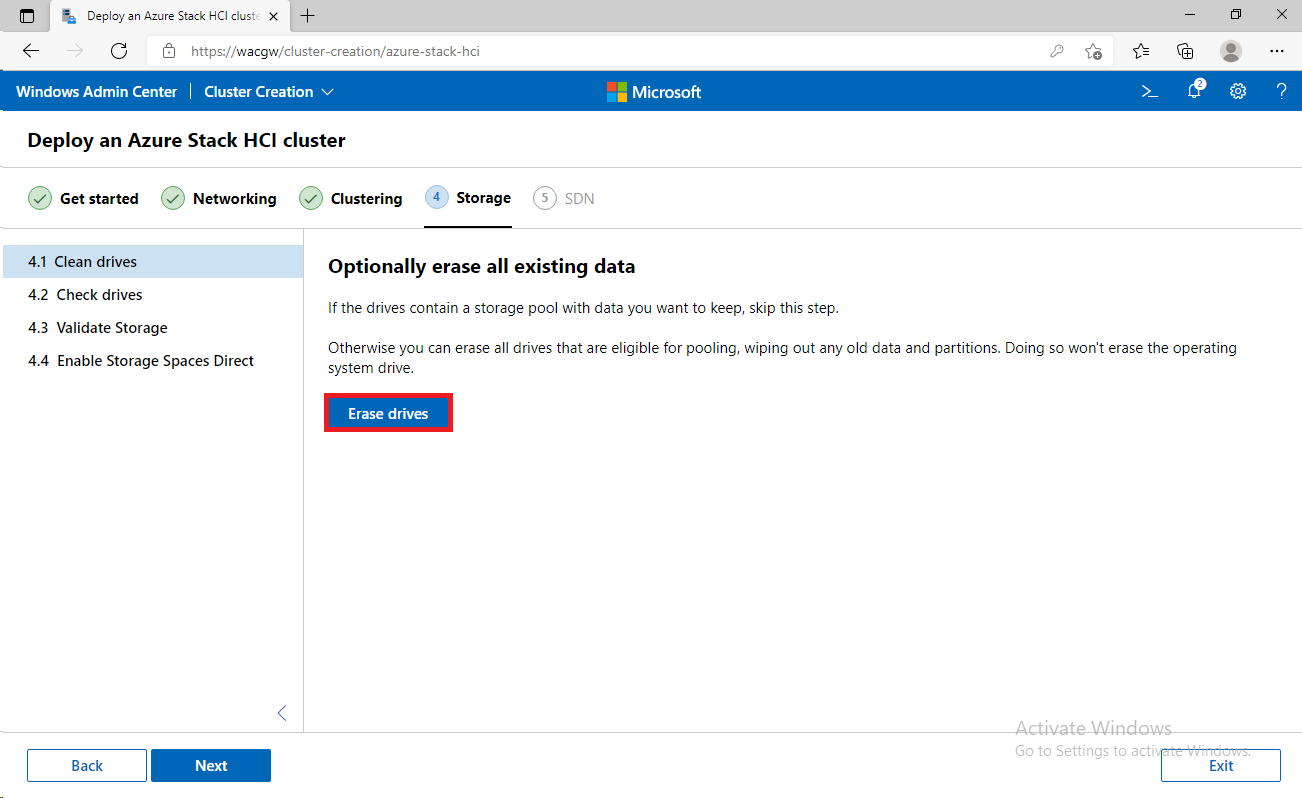 Deploy an Azure Stack HCI cluste
https://wacgw/cluster-creation/azure-stack-hci
Windows Admin Center
Cluster Creation
Microsoft
2
?
Deploy an Azure Stack HCI cluster
Get started
Networking
Clustering
4 Storage
5 SDN
4.1 Clean drives
4.2 Check drives
4.3 Validate Storage
4.4 Enable Storage Spaces Direct
Optionally erase all existing data
If the drives contain a storage pool with data you want to keep, skip this step.
Otherwise you can erase all drives that are eligible for pooling, wiping out any old data and partitions. Doing so won't erase the operating
system drive.
Erase drives
Activate Windows
Go to Settings to activate Windows.
Back
Next
Exit